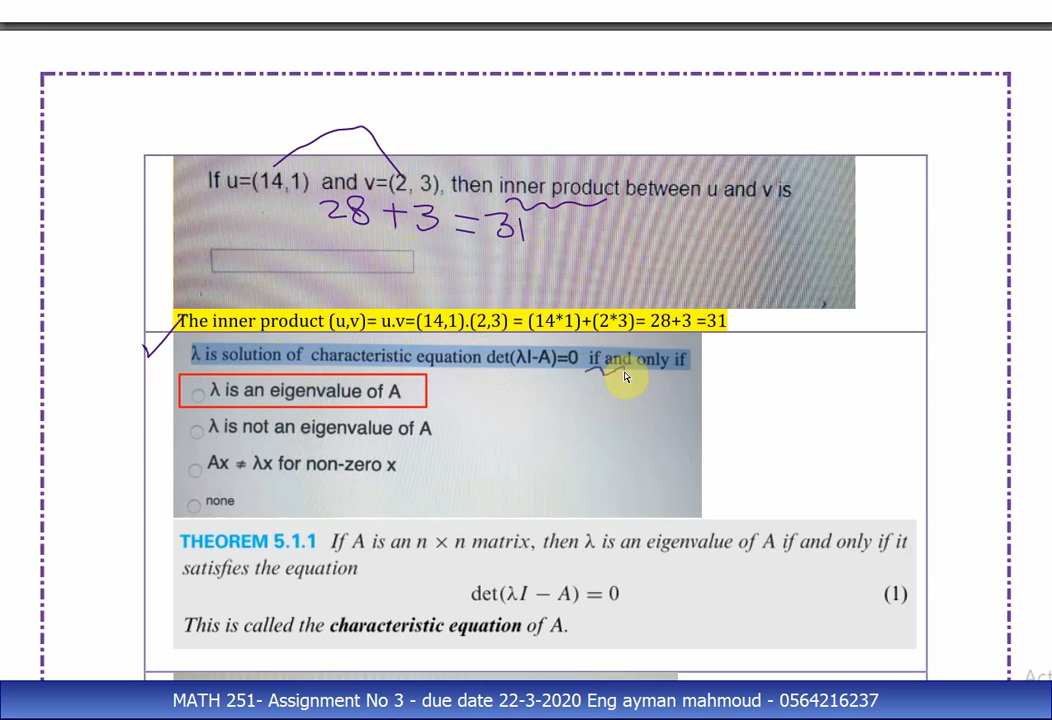 If u=(14,1) and v=(2, 3), then inner product between u and v is
28 + 3 = 31
The inner product (u,v)= u.v=(14,1).(2,3) = (14*1)+(2*3)= 28+3 =31
λ is solution of characteristic equation det(λI-A)=0 if and only if
λ is an eigenvalue of A
λ is not an eigenvalue of A
Ax ≠ λx for non-zero x
none
THEOREM 5.1.1 If A is an n × n matrix, then λ is an eigenvalue of A if and only if it
satisfies the equation
det(λI − A) = 0 (1)
This is called the characteristic equation of A.
MATH 251- Assignment No 3 - due date 22-3-2020 Eng ayman mahmoud - 0564216237